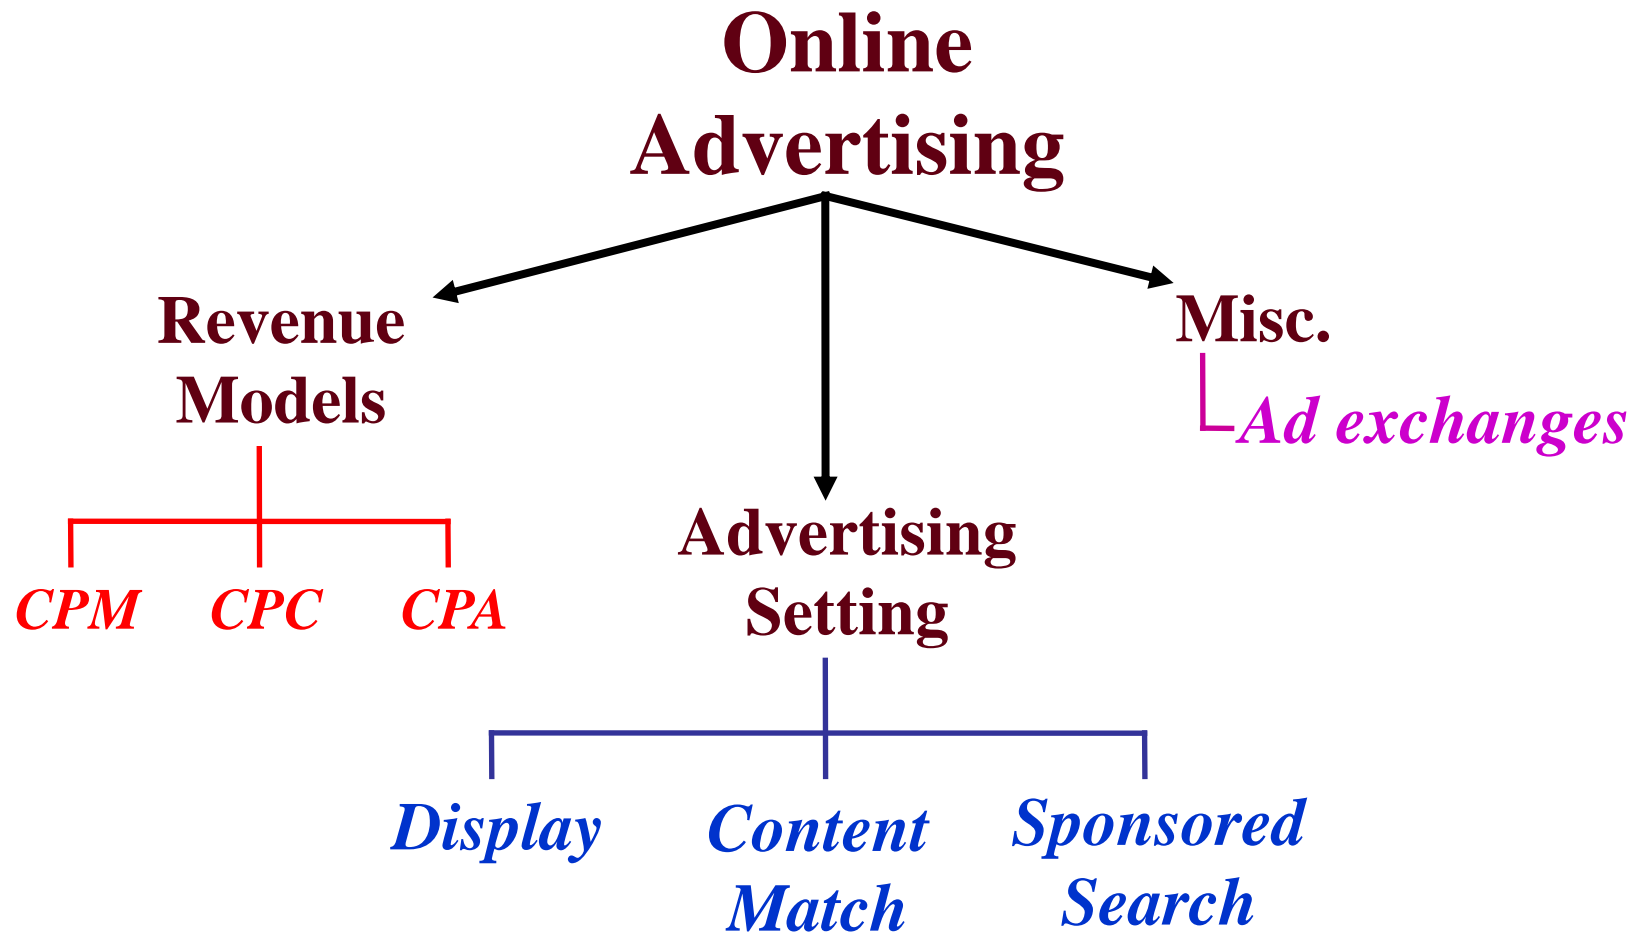 Online
Advertising
Revenue
Models
Misc.
Ad exchanges
CPM CPC CPA
Advertising
Setting
Display
Content
Match
Sponsored
Search